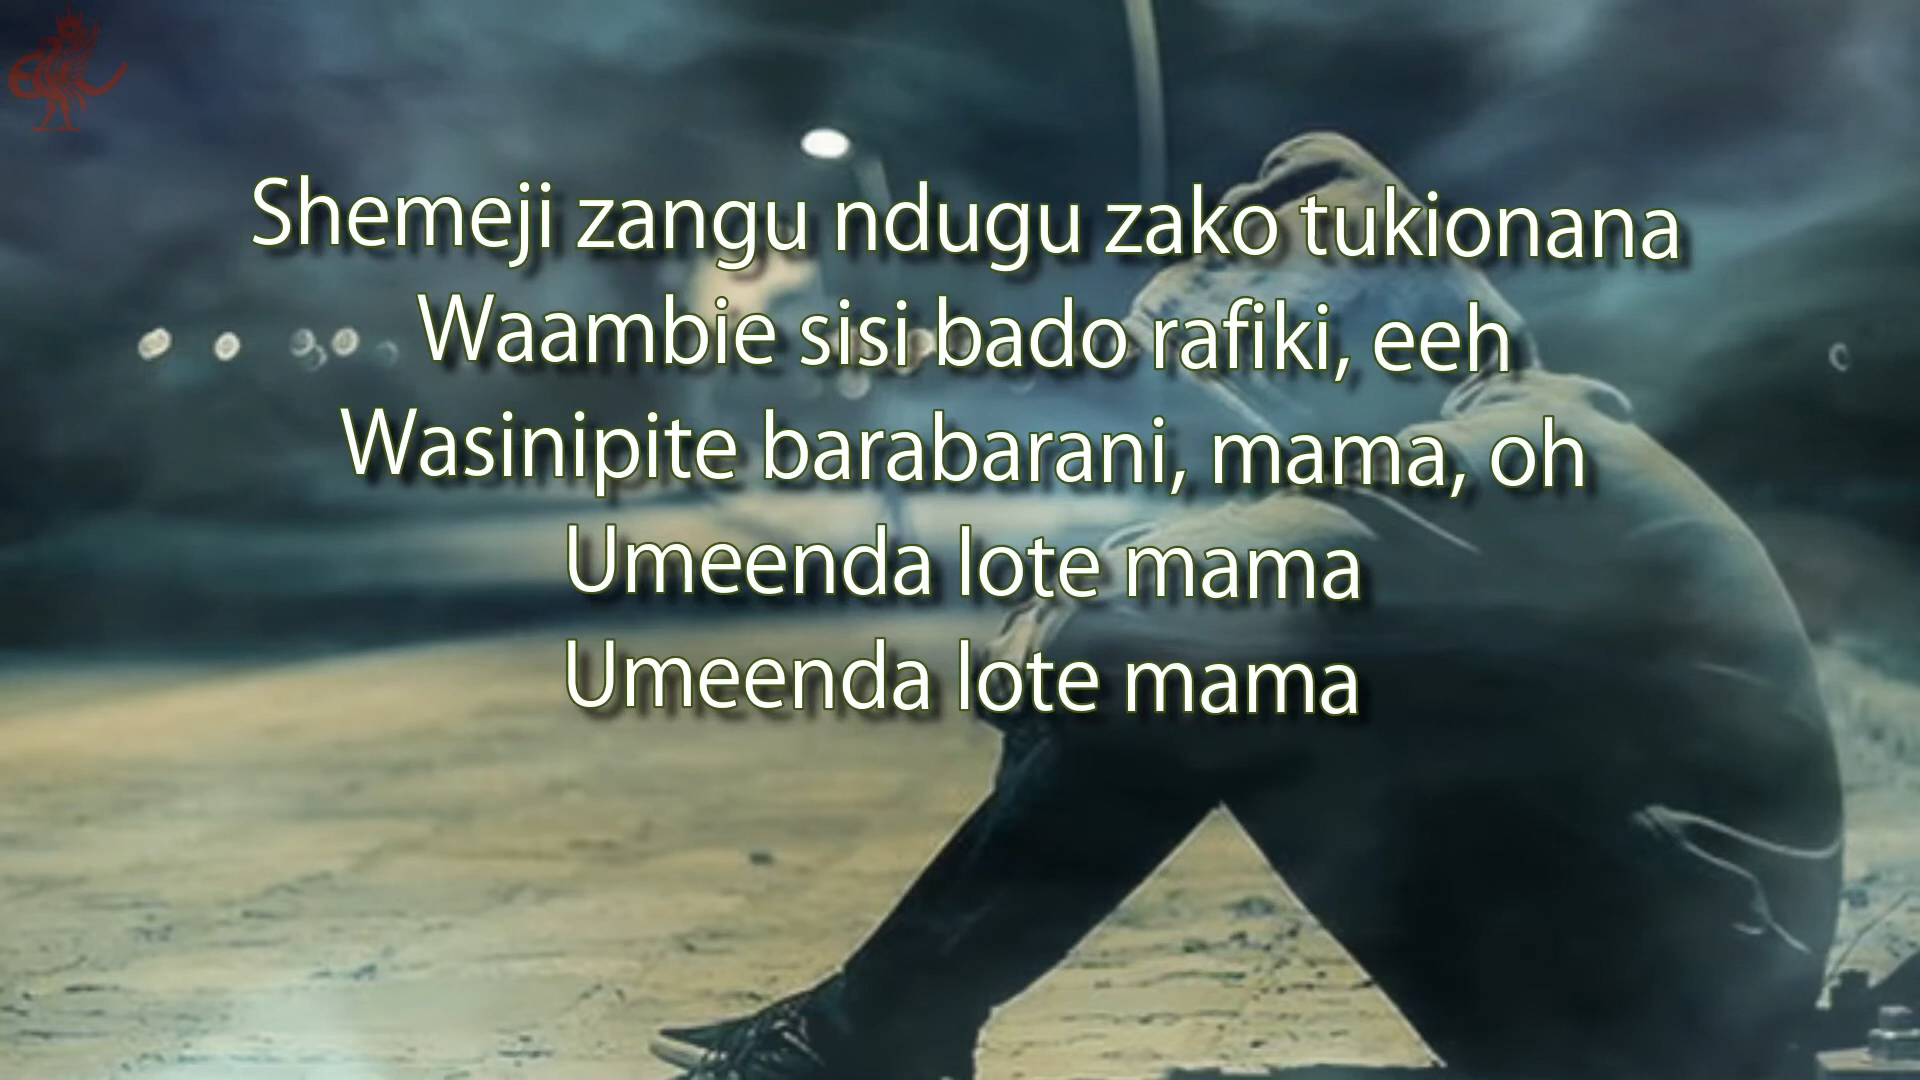 Shemeji zangu ndugu zako tukionana
Waambie sisi bado rafiki, eeh
Wasinipite barabarani, mama, oh
Umeenda lote mama
Umeenda lote mama